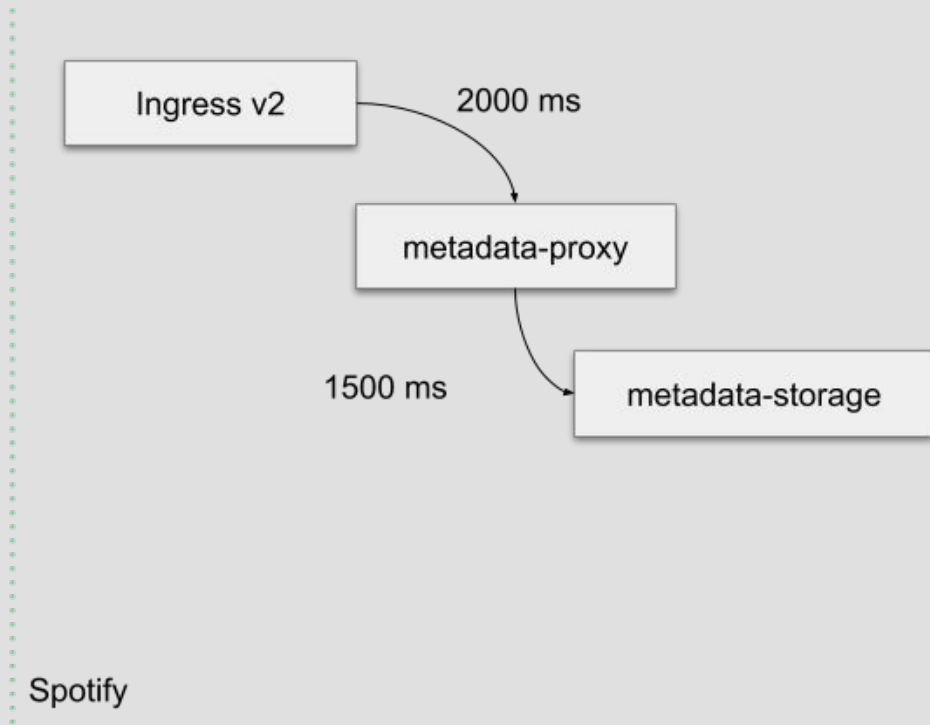 Ingress v2
2000 ms
metadata-proxy
1500 ms
metadata-storage
Spotify